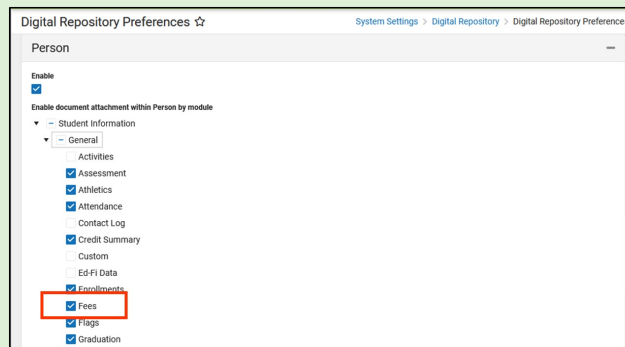 Digital Repository Preferences ☆
System Settings > Digital Repository > Digital Repository Preference
Person
Enable
Enable document attachment within Person by module
Student Information
General
Activities
Assessment
Athletics
Attendance
Contact Log
Credit Summary
Custom
Ed-Fi Data
Enrollments
Fees
Flags
Graduation